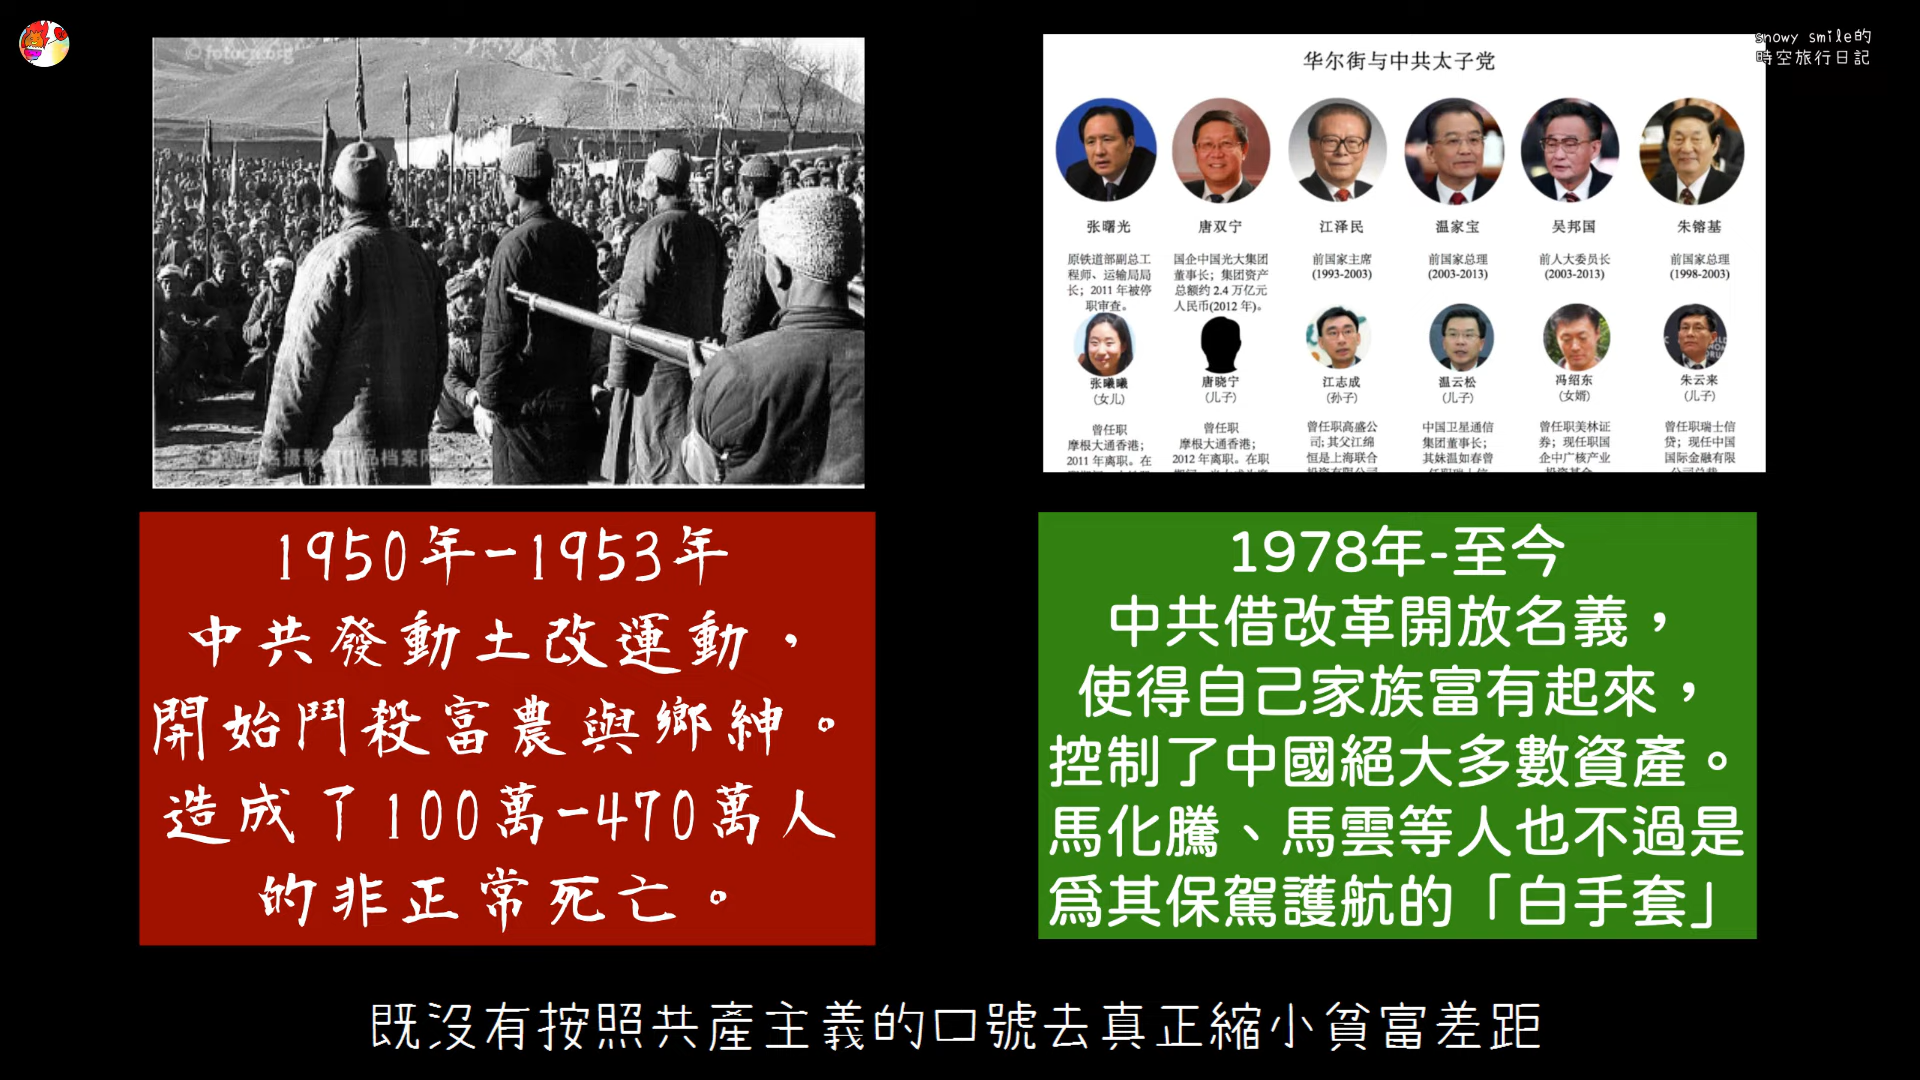 © fotocn.org
snowy smile的
時空旅行日記
华尔街与中共太子党
张曙光
唐双宁
江泽民
温家宝
吴邦国
朱镕基
原铁道部副总工
程师、运输局局
长；2011 年被停
职审查。
国企中国光大集团
董事长；集团资产
总额约 2.4 万亿元
人民币(2012 年)。
前国家主席
(1993-2003)
前国家总理
(2003-2013)
前人大委员长
(2003-2013)
前国家总理
(1998-2003)
张曦曦
(女儿)
唐晓宁
(儿子)
江志成
(孙子)
温云松
(儿子)
冯绍东
(女婿)
朱云来
(儿子)
曾任职
摩根大通香港；
2011 年离职。在
曾任职
摩根大通香港；
2012 年离职。在职
曾任职高盛公
司; 其父江绵
恒是上海联合
中国卫星通信
集团董事长；
其妹温如春曾
曾任职美林证
券；现任职国
企中广核产业
曾任职瑞士信
贷；现任中国
国际金融有限
1950年-1953年
中共發動土改運動，
開始鬥殺富農與鄉紳。
造成了100萬-470萬人
的非正常死亡。
1978年-至今
中共借改革開放名義，
使得自己家族富有起來，
控制了中國絕大多數資產。
馬化騰、馬雲等人也不過是
爲其保駕護航的「白手套」
既沒有按照共產主義的口號去真正縮小貧富差距